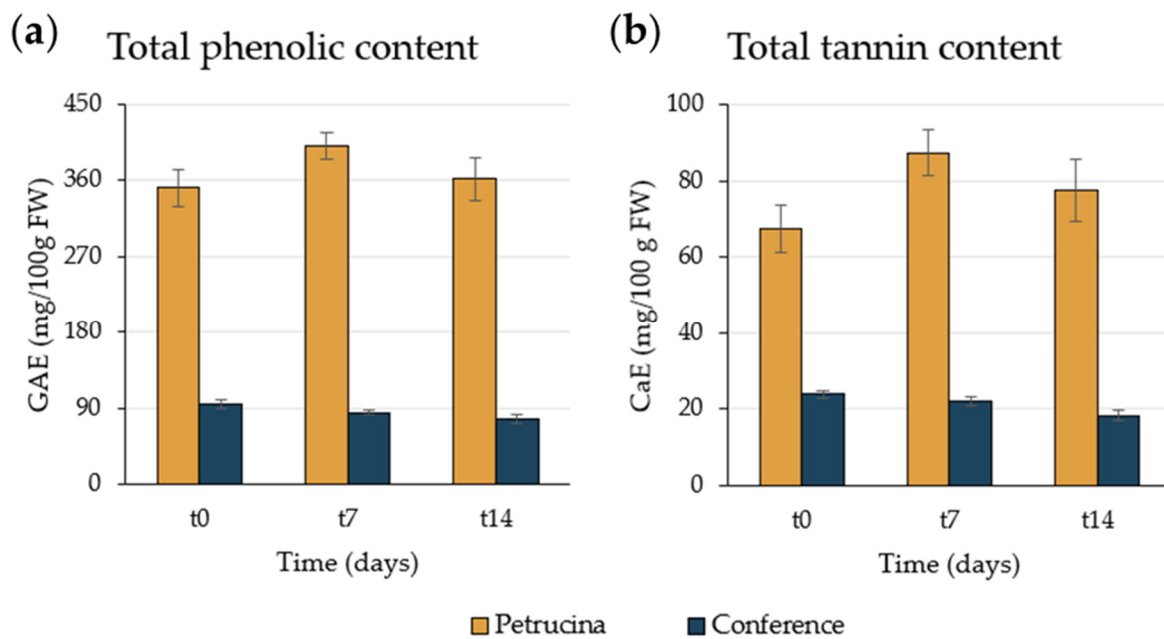 (a) Total phenolic content
450
360
270
180
90
0
GAE (mg/100g FW)
t0 t7 t14
Time (days)
(b) Total tannin content
100
80
60
40
20
0
CaE (mg/100 g FW)
t0 t7 t14
Time (days)
Petrucina Conference